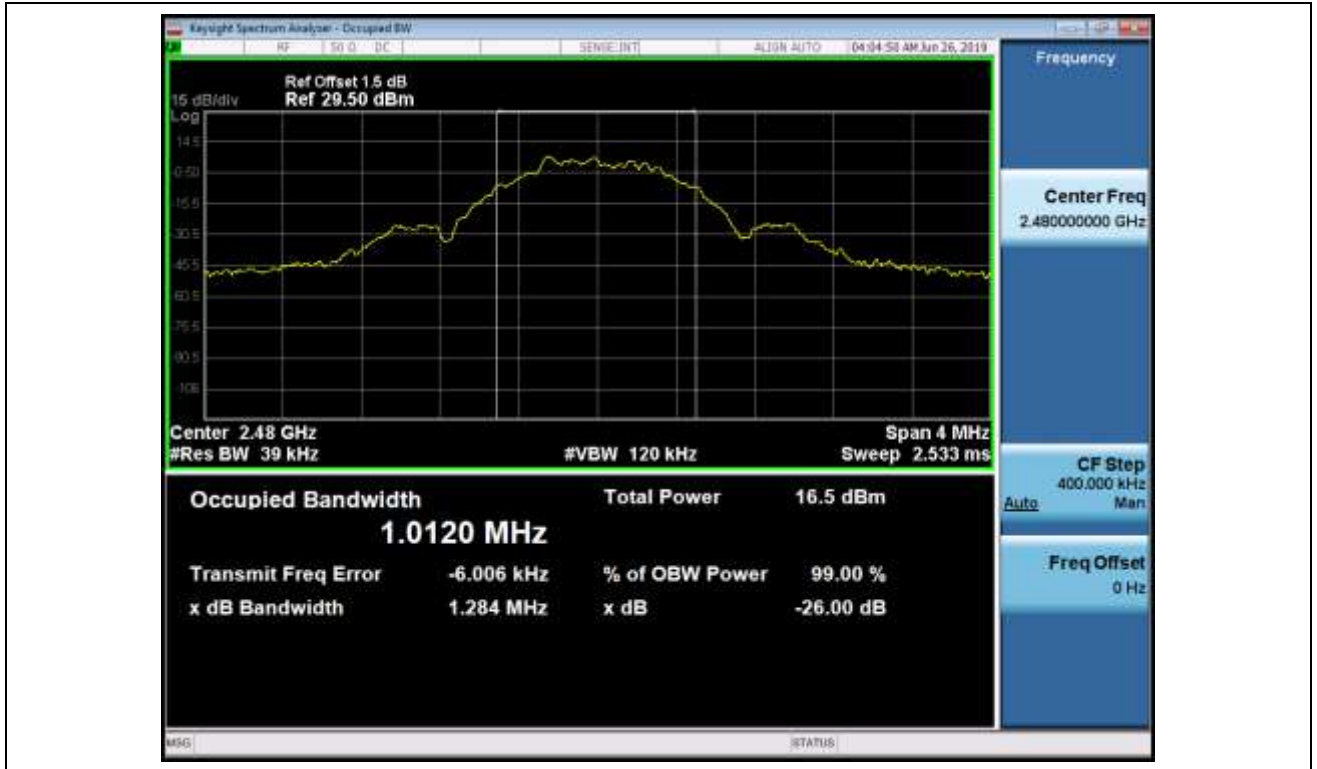 Keysight Spectrum Analyzer - Occupied BW
RF 50 Ω DC SENSE:INT ALIGN AUTO 04:04:50 AM Jun 26, 2019
Frequency
Ref Offset 1.5 dB
15 dB/div Ref 29.50 dBm
Log
14.5
-0.50
-15.5
-30.5
-45.5
-60.5
-75.5
-90.5
-106
Center 2.48 GHz Span 4 MHz
#Res BW 39 kHz #VBW 120 kHz Sweep 2.533 ms
Occupied Bandwidth Total Power 16.5 dBm
1.0120 MHz
Transmit Freq Error -6.006 kHz % of OBW Power 99.00 %
x dB Bandwidth 1.284 MHz x dB -26.00 dB
Center Freq
2.480000000 GHz
CF Step
400.000 kHz
Auto Man
Freq Offset
0 Hz
MSG STATUS